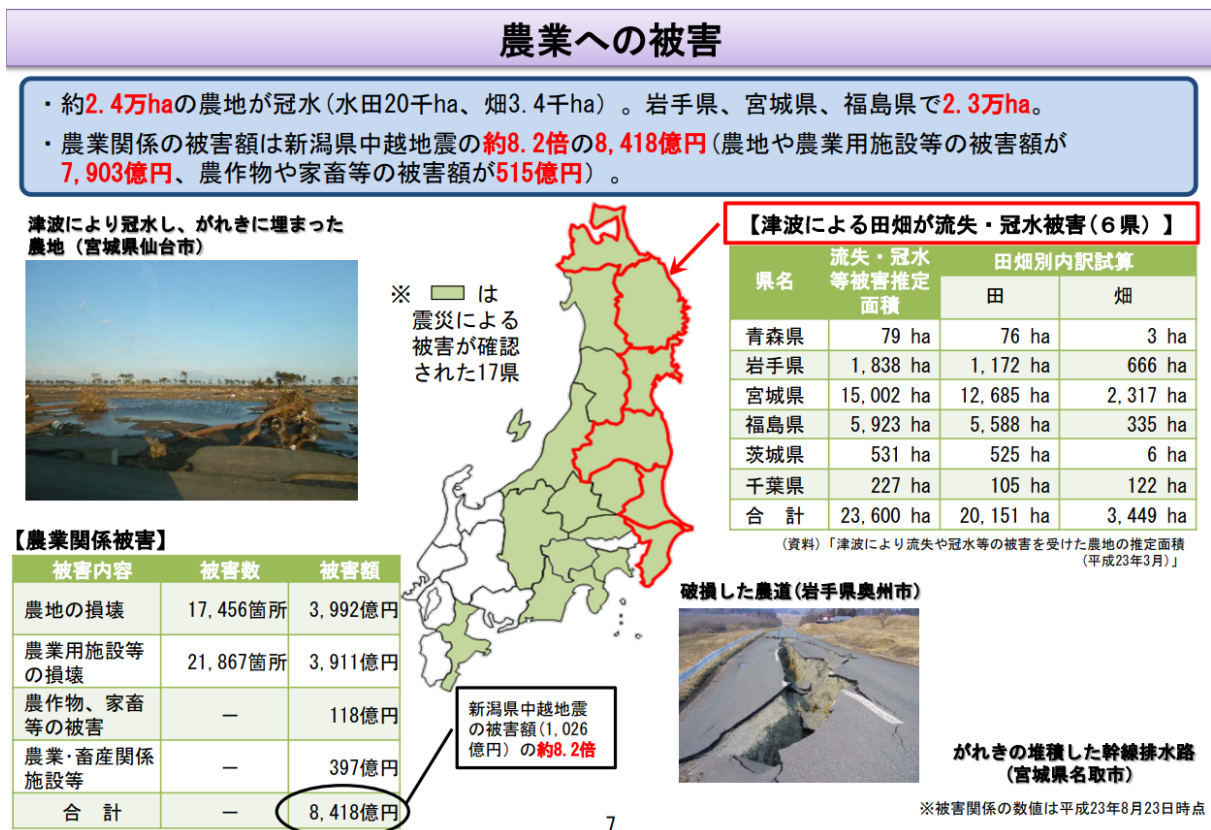 農業への被害
・約2.4万haの農地が冠水(水田20千ha、畑3.4千ha)。岩手県、宮城県、福島県で2.3万ha。
・農業関係の被害額は新潟県中越地震の約8.2倍の8,418億円(農地や農業用施設等の被害額が
7,903億円、農作物や家畜等の被害額が515億円)。
津波により冠水し、がれきに埋まった
農地(宮城県仙台市)
※ は
震災による
被害が確認
された17県
【津波による田畑が流失・冠水被害(6県)】
県名 流失・冠水 田畑別内訳試算
等被害推定 田 畑
面積
青森県 79 ha 76 ha 3 ha
岩手県 1,838 ha 1,172 ha 666 ha
宮城県 15,002 ha 12,685 ha 2,317 ha
福島県 5,923 ha 5,588 ha 335 ha
茨城県 531 ha 525 ha 6 ha
千葉県 227 ha 105 ha 122 ha
合 計 23,600 ha 20,151 ha 3,449 ha
(資料)「津波により流失や冠水等の被害を受けた農地の推定面積
(平成23年3月)」
【農業関係被害】
被害内容 被害数 被害額
農地の損壊 17,456箇所 3,992億円
農業用施設等
の損壊 21,867箇所 3,911億円
農作物、家畜
等の被害 － 118億円
農業・畜産関係
施設等 － 397億円
合 計 － 8,418億円
新潟県中越地震
の被害額(1,026
億円)の約8.2倍
破損した農道(岩手県奥州市)
がれきの堆積した幹線排水路
(宮城県名取市)
※被害関係の数値は平成23年8月23日時点
7